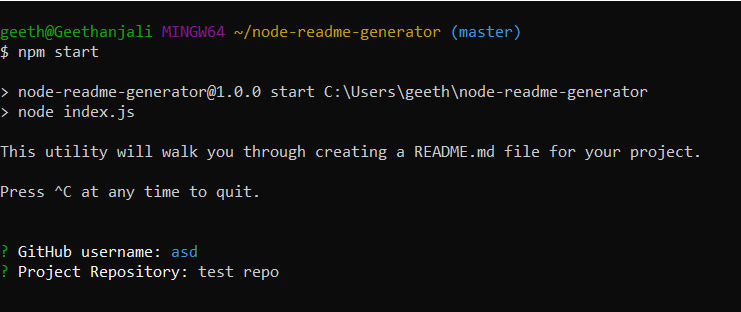 geeth@Geethanjali MINGW64 ~/node-readme-generator (master)
$ npm start
> node-readme-generator@1.0.0 start C:\Users\geeth\node-readme-generator
> node index.js
This utility will walk you through creating a README.md file for your project.
Press ^C at any time to quit.
? GitHub username: asd
? Project Repository: test repo